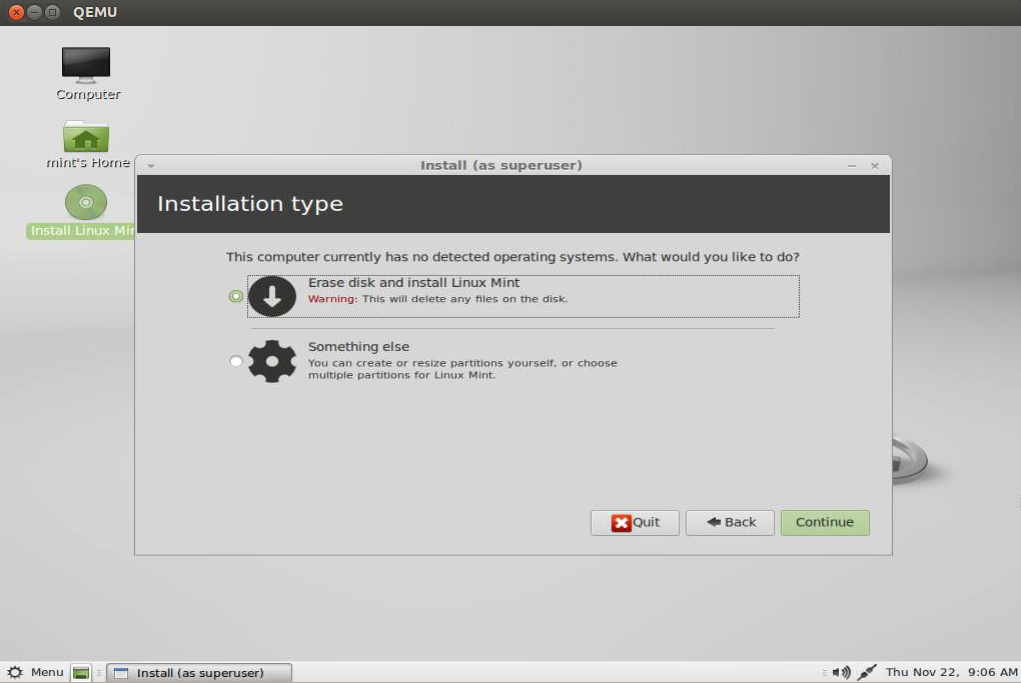 QEMU
Computer
mint's Home
Install Linux Min
Install (as superuser)
Installation type
This computer currently has no detected operating systems. What would you like to do?
Erase disk and install Linux Mint
Warning: This will delete any files on the disk.
Something else
You can create or resize partitions yourself, or choose
multiple partitions for Linux Mint.
Quit
Back
Continue
Menu
Install (as superuser)
Thu Nov 22, 9:06 AM